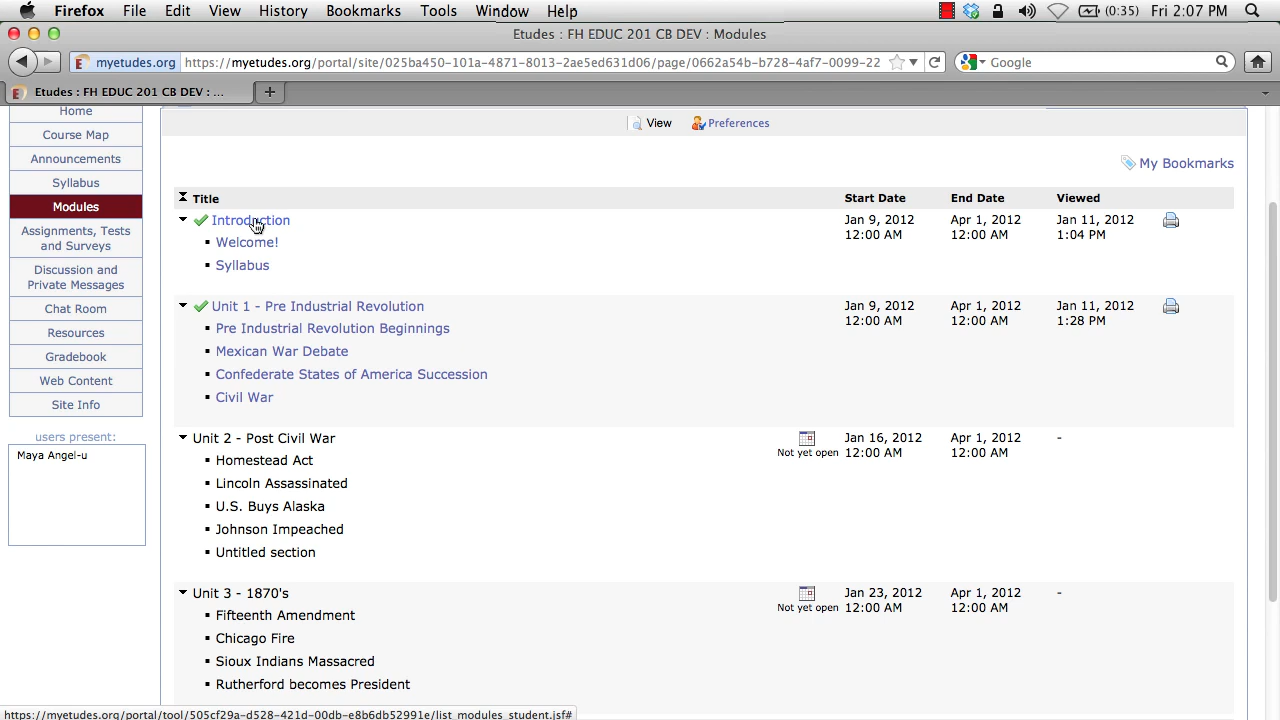 Firefox File Edit View History Bookmarks Tools Window Help (0:35) Fri 2:07 PM
Etudes : FH EDUC 201 CB DEV : Modules
myetudes.org https://myetudes.org/portal/site/025ba450-101a-4871-8013-2ae5ed631d06/page/0062a54b-b728-4af7-0099-22 Google
Etudes : FH EDUC 201 CB DEV : ...
Home
Course Map
Announcements
Syllabus
Modules
Assignments, Tests
and Surveys
Discussion and
Private Messages
Chat Room
Resources
Gradebook
Web Content
Site Info
users present:
Maya Angel-u
View Preferences
My Bookmarks
Title Start Date End Date Viewed
Introduction Jan 9, 2012 Apr 1, 2012 Jan 11, 2012
12:00 AM 12:00 AM 1:04 PM
Welcome!
Syllabus
Unit 1 - Pre Industrial Revolution Jan 9, 2012 Apr 1, 2012 Jan 11, 2012
12:00 AM 12:00 AM 1:28 PM
Pre Industrial Revolution Beginnings
Mexican War Debate
Confederate States of America Succession
Civil War
Unit 2 - Post Civil War Jan 16, 2012 Apr 1, 2012 -
Not yet open 12:00 AM 12:00 AM
Homestead Act
Lincoln Assassinated
U.S. Buys Alaska
Johnson Impeached
Untitled section
Unit 3 - 1870's Jan 23, 2012 Apr 1, 2012 -
Not yet open 12:00 AM 12:00 AM
Fifteenth Amendment
Chicago Fire
Sioux Indians Massacred
Rutherford becomes President
https://myetudes.org/portal/tool/505cf29a-d528-421d-00db-e8b6db52991e/list_modules_student.jsf#